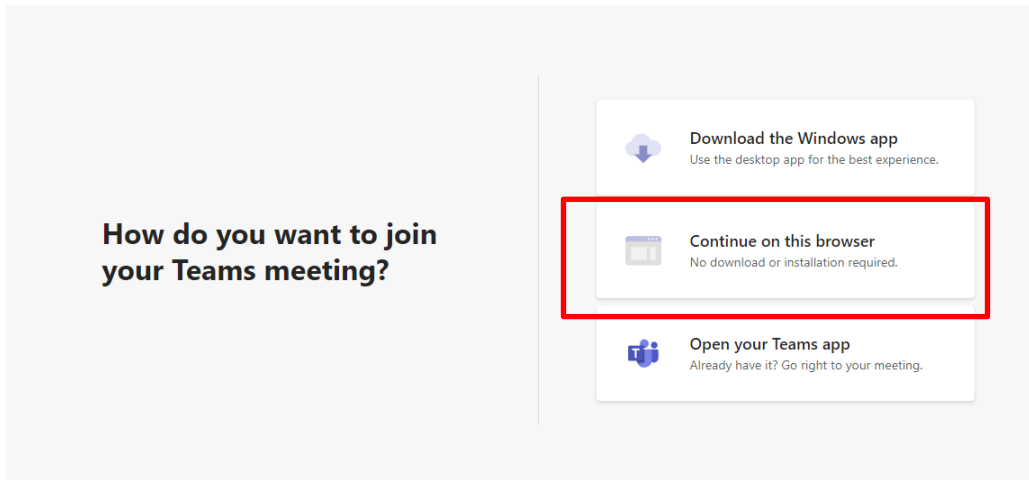 How do you want to join
your Teams meeting?
Download the Windows app
Use the desktop app for the best experience.
Continue on this browser
No download or installation required.
T
Open your Teams app
Already have it? Go right to your meeting.